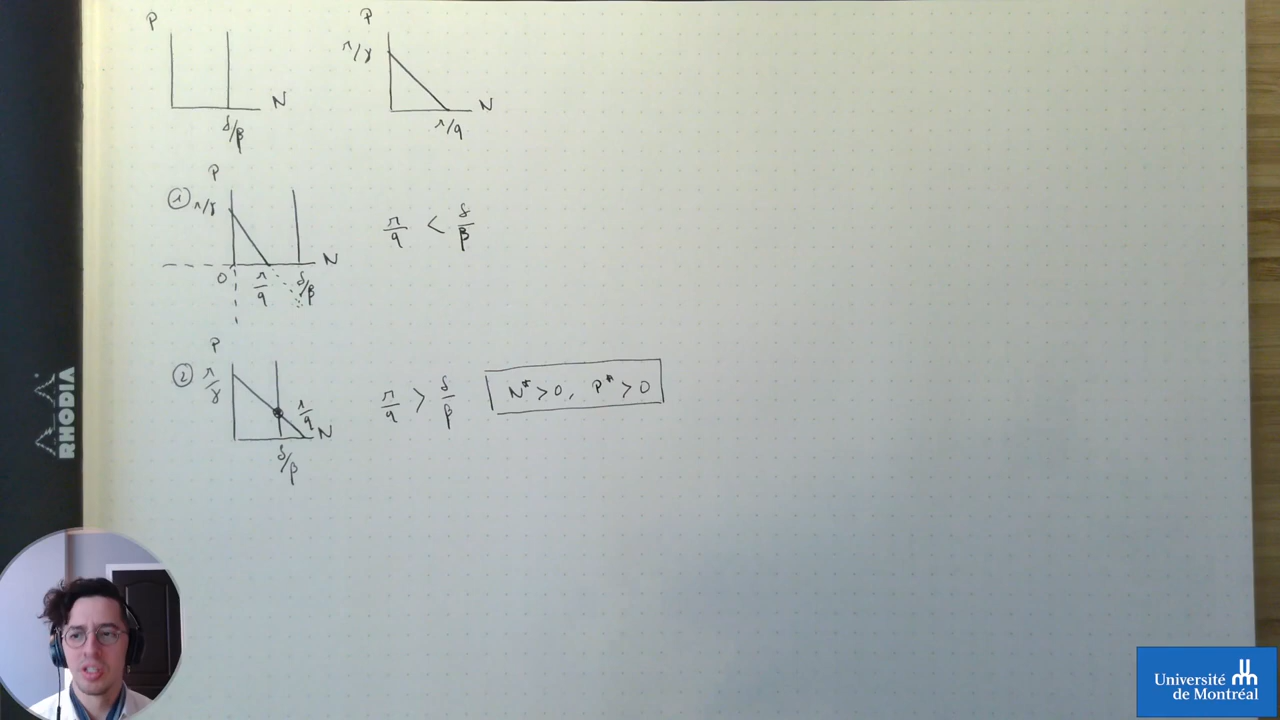 P
N
δ/β
P
r/γ
N
r/q
① r/γ
P
N
0
r/q
δ/β
r/q < δ/β
② r/γ
P
r/q
N
δ/β
r/q > δ/β
N* > 0, P* > 0
RHODIA
Université
de Montréal